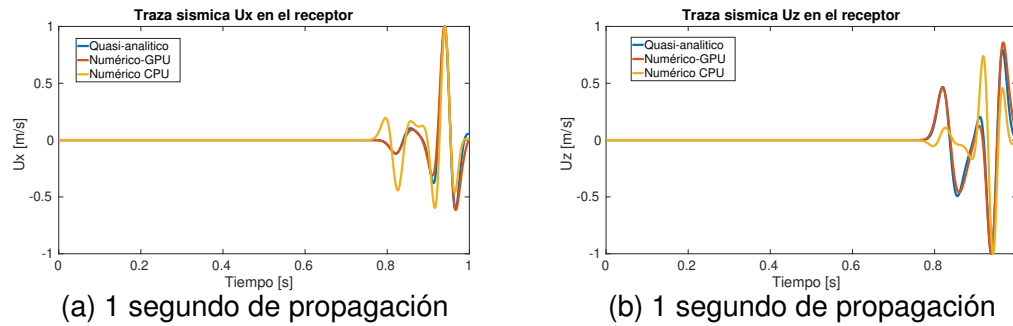 Traza sismica Ux en el receptor
1
0.5
0
-0.5
-1
Ux [m/s]
Quasi-analitico
Numérico-GPU
Numérico CPU
0 0.2 0.4 0.6 0.8 1
Tiempo [s]
(a) 1 segundo de propagación
Traza sismica Uz en el receptor
1
0.5
0
-0.5
-1
Uz [m/s]
Quasi-analitico
Numérico-GPU
Numérico CPU
0 0.2 0.4 0.6 0.8 1
Tiempo [s]
(b) 1 segundo de propagación